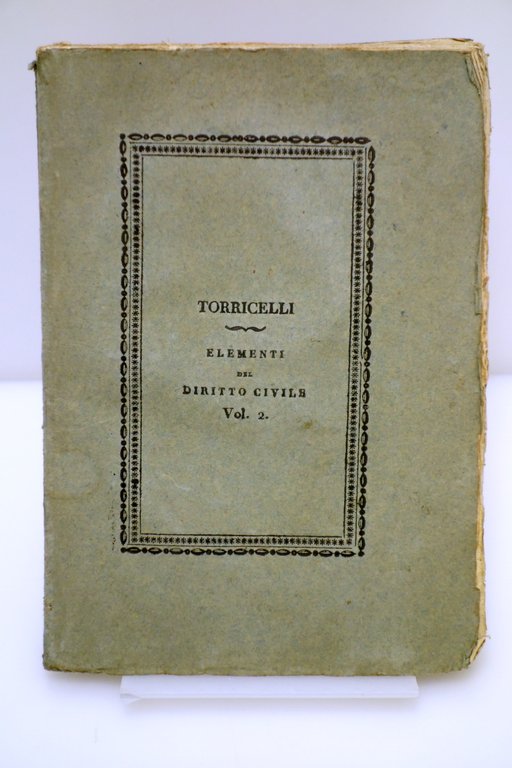 TORRICELLI
ELEMENTI
DEL
DIRITTO CIVILE
Vol. 2.